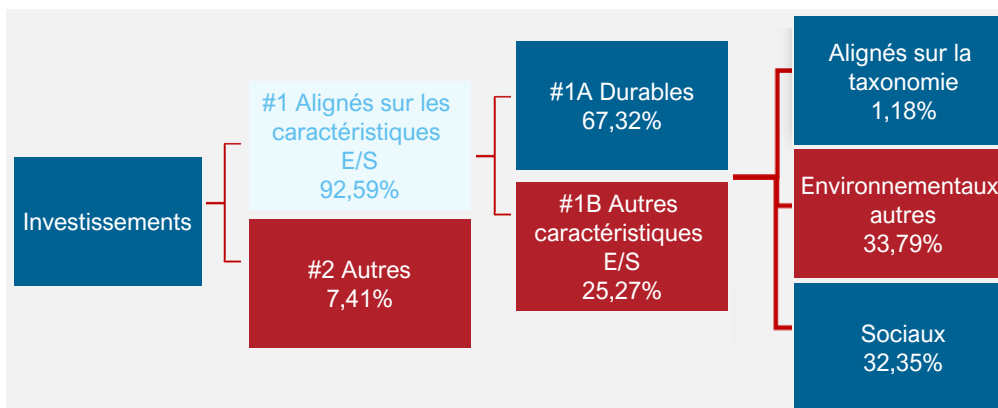 Investissements
#1 Alignés sur les
caractéristiques
E/S
92,59%
#2 Autres
7,41%
#1A Durables
67,32%
#1B Autres
caractéristiques
E/S
25,27%
Alignés sur la
taxonomie
1,18%
Environnementaux
autres
33,79%
Sociaux
32,35%